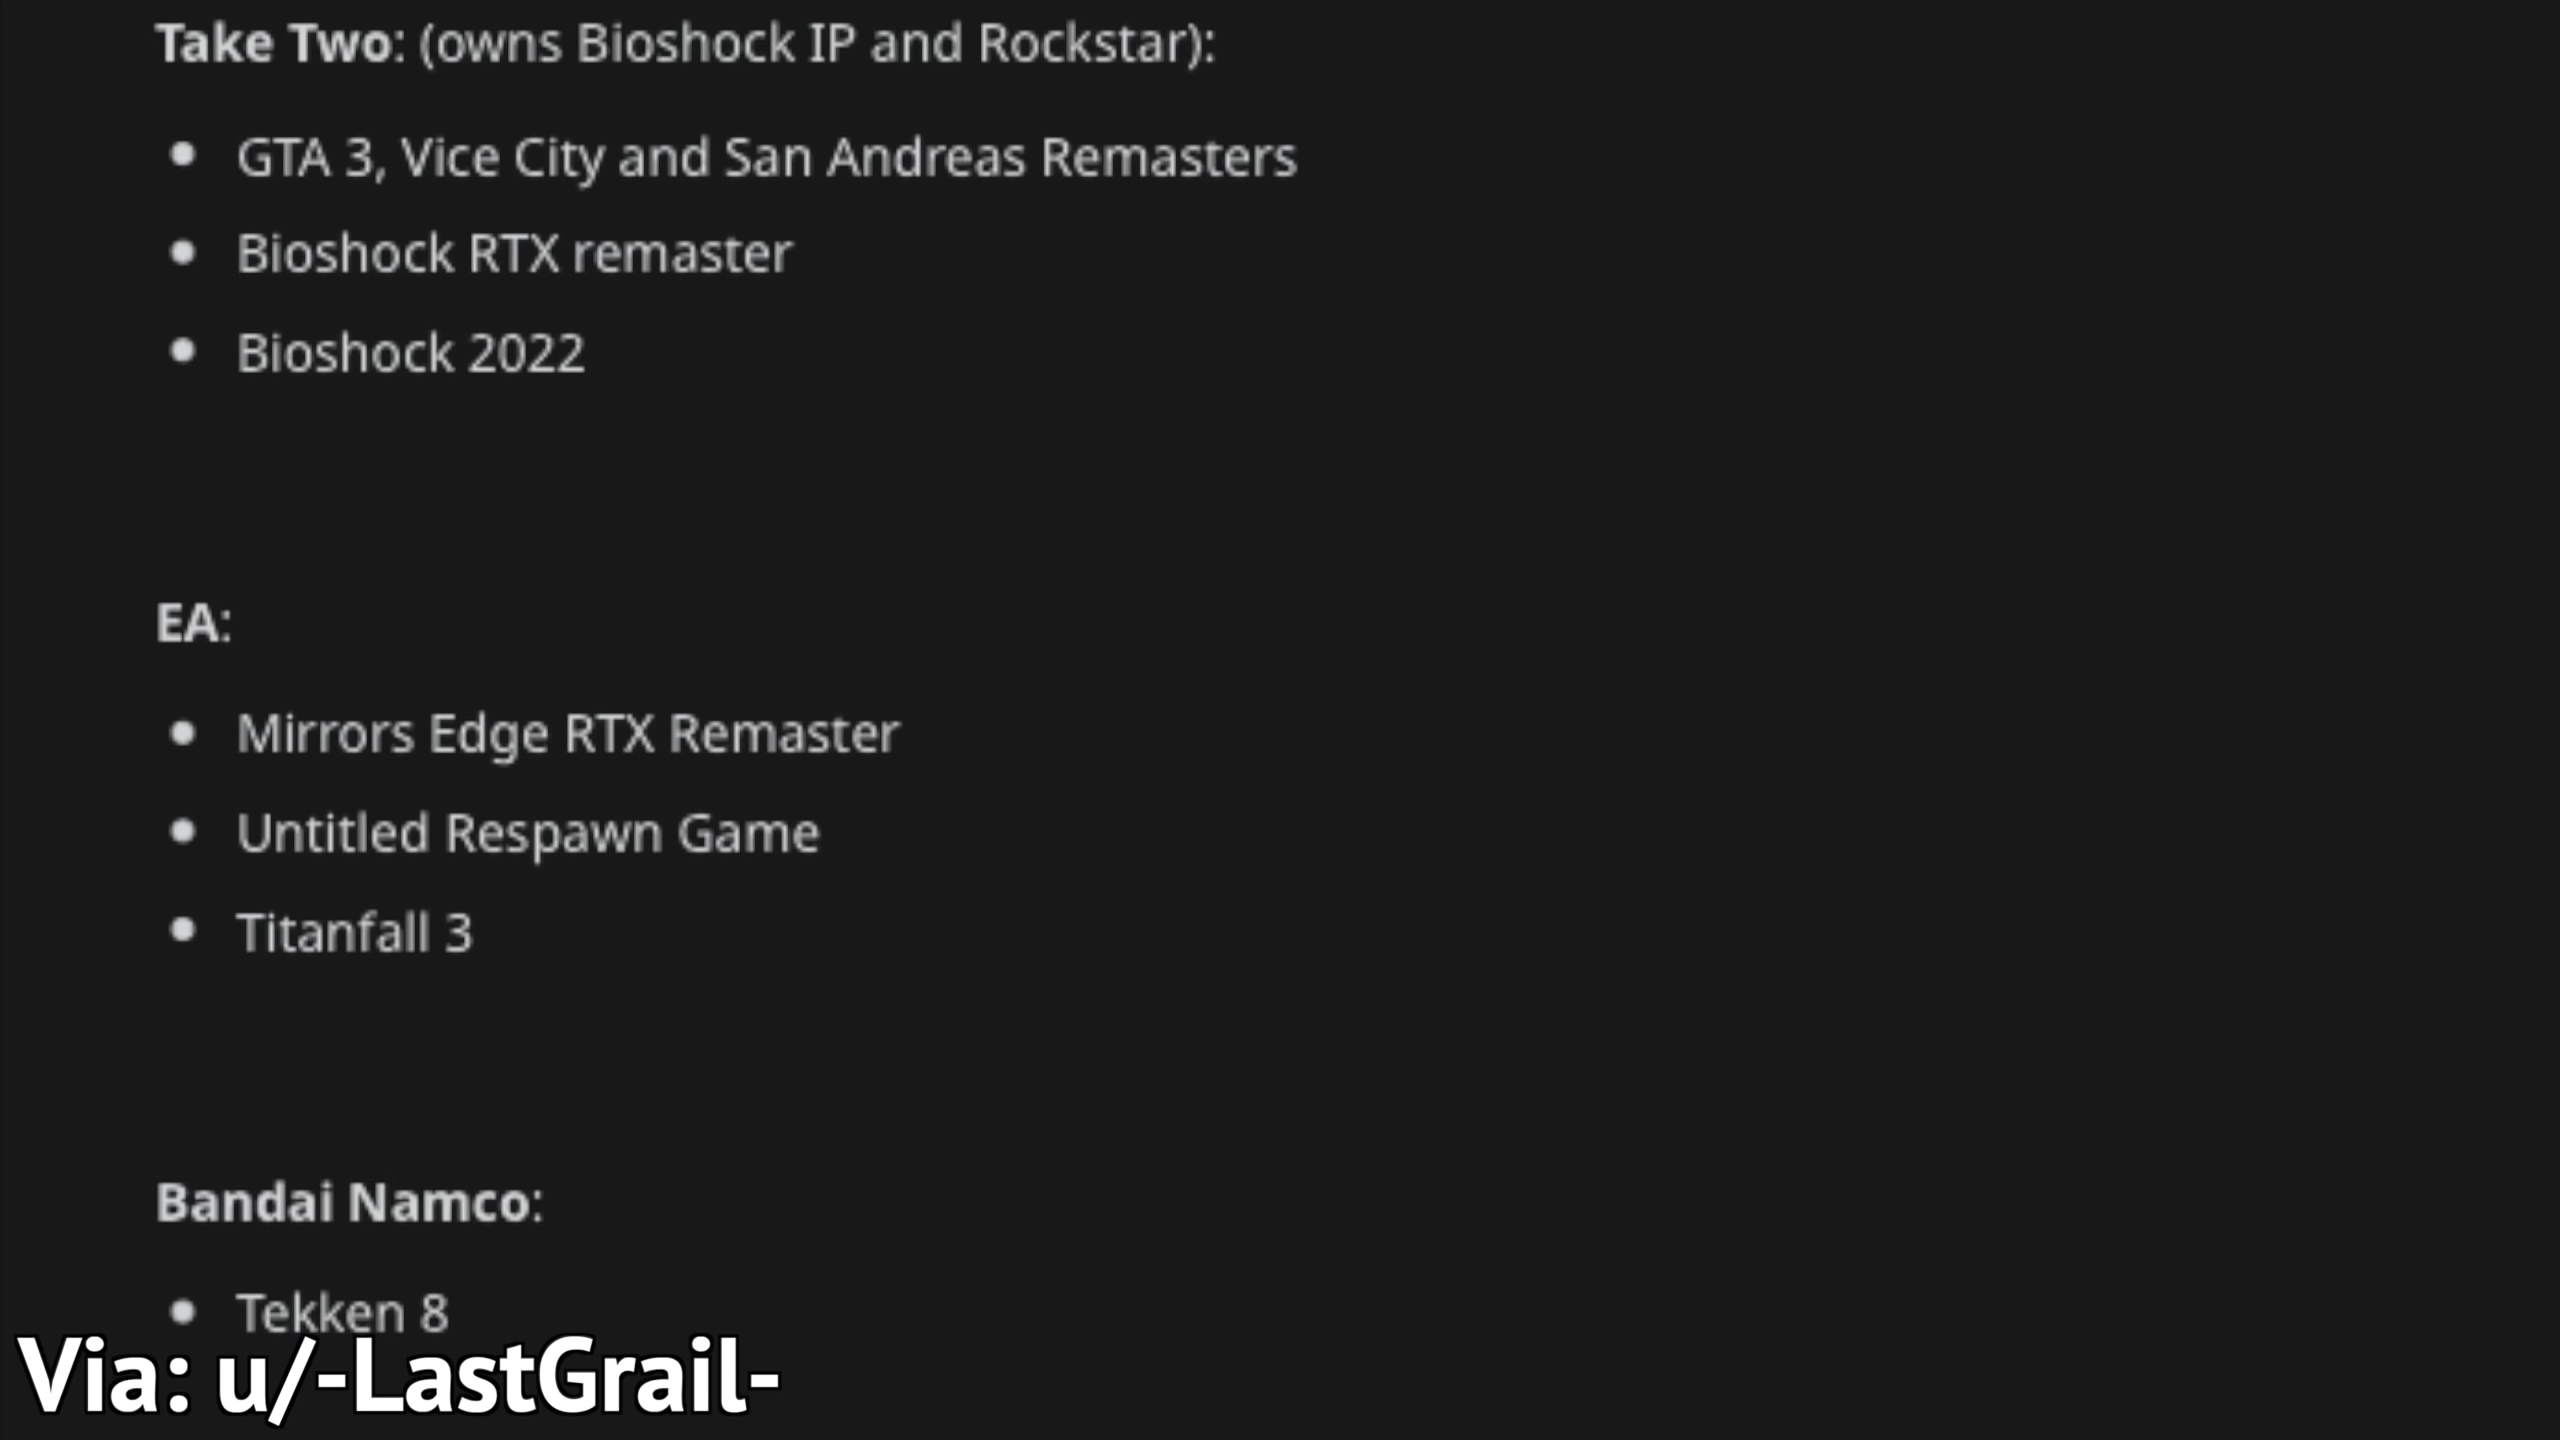 Take Two: (owns Bioshock IP and Rockstar):
• GTA 3, Vice City and San Andreas Remasters
• Bioshock RTX remaster
• Bioshock 2022
EA:
• Mirrors Edge RTX Remaster
• Untitled Respawn Game
• Titanfall 3
Bandai Namco:
• Tekken 8
Via: u/-LastGrail-